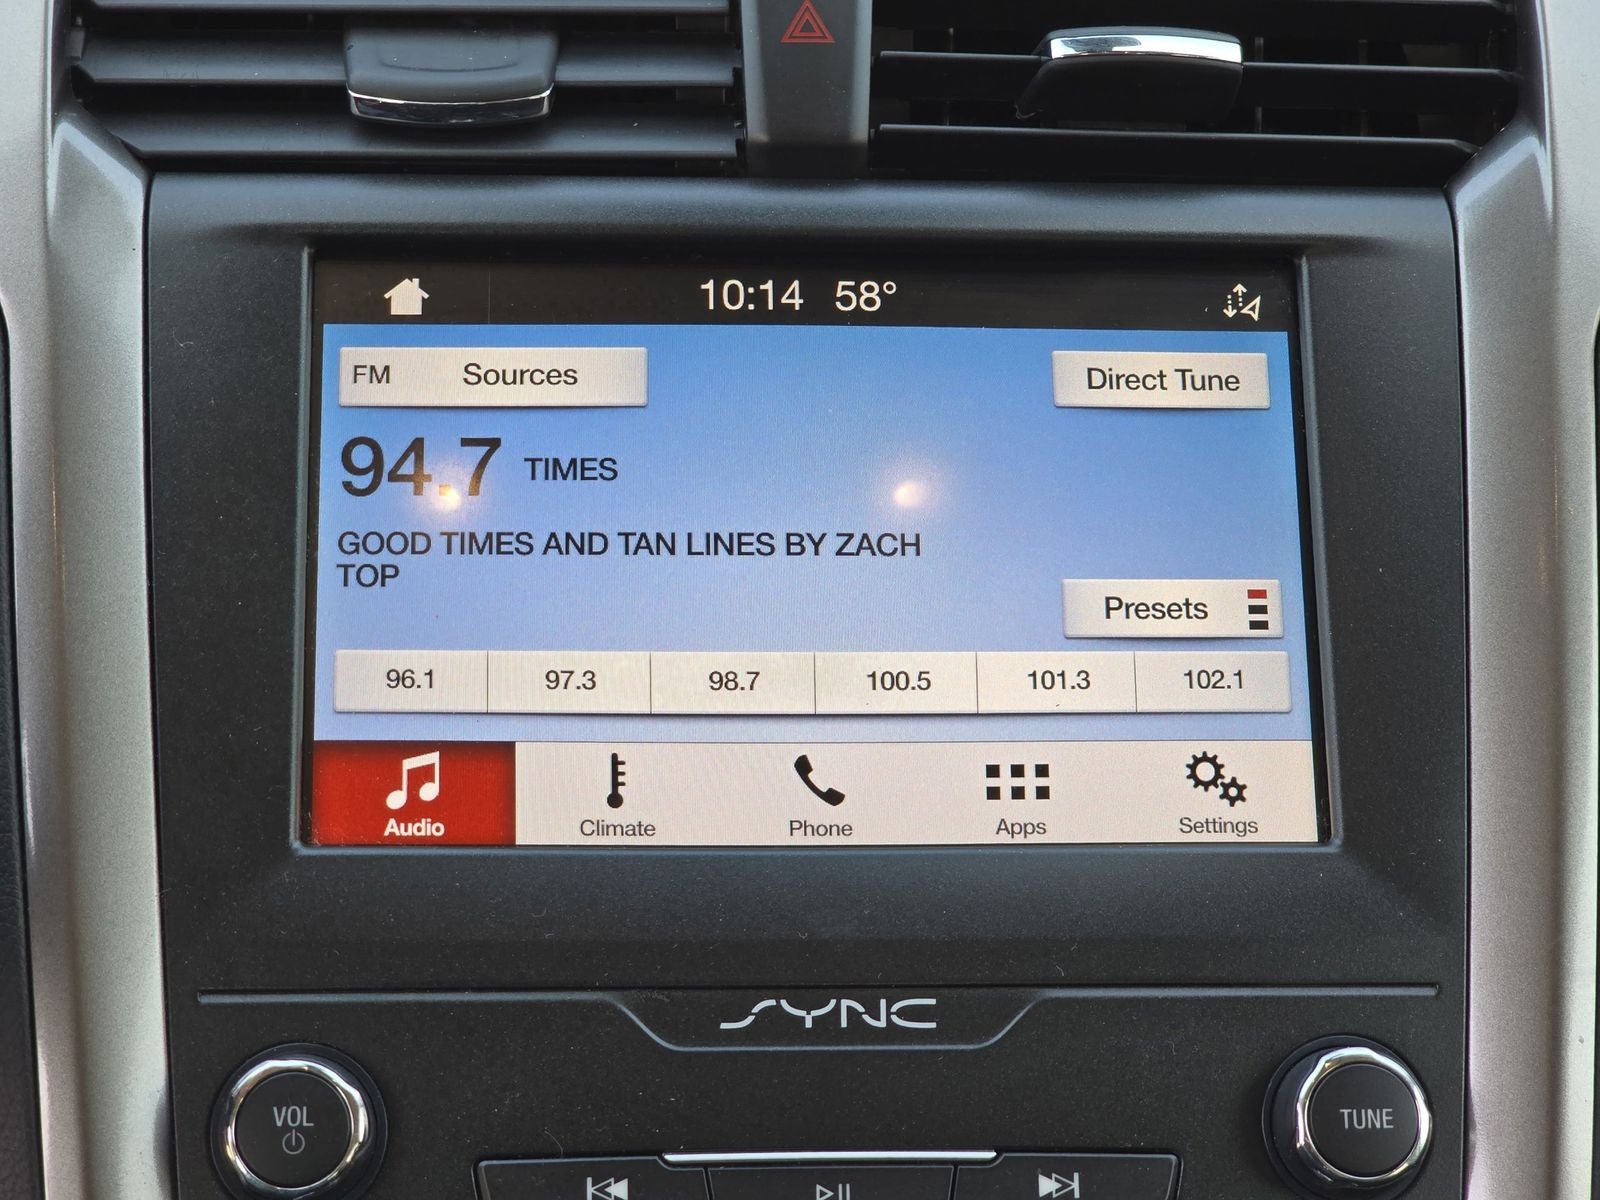 10:14 58°
FM Sources
Direct Tune
94.7 TIMES
GOOD TIMES AND TAN LINES BY ZACH
TOP
Presets
96.1 97.3 98.7 100.5 101.3 102.1
Audio Climate Phone Apps Settings
SYNC
VOL
TUNE